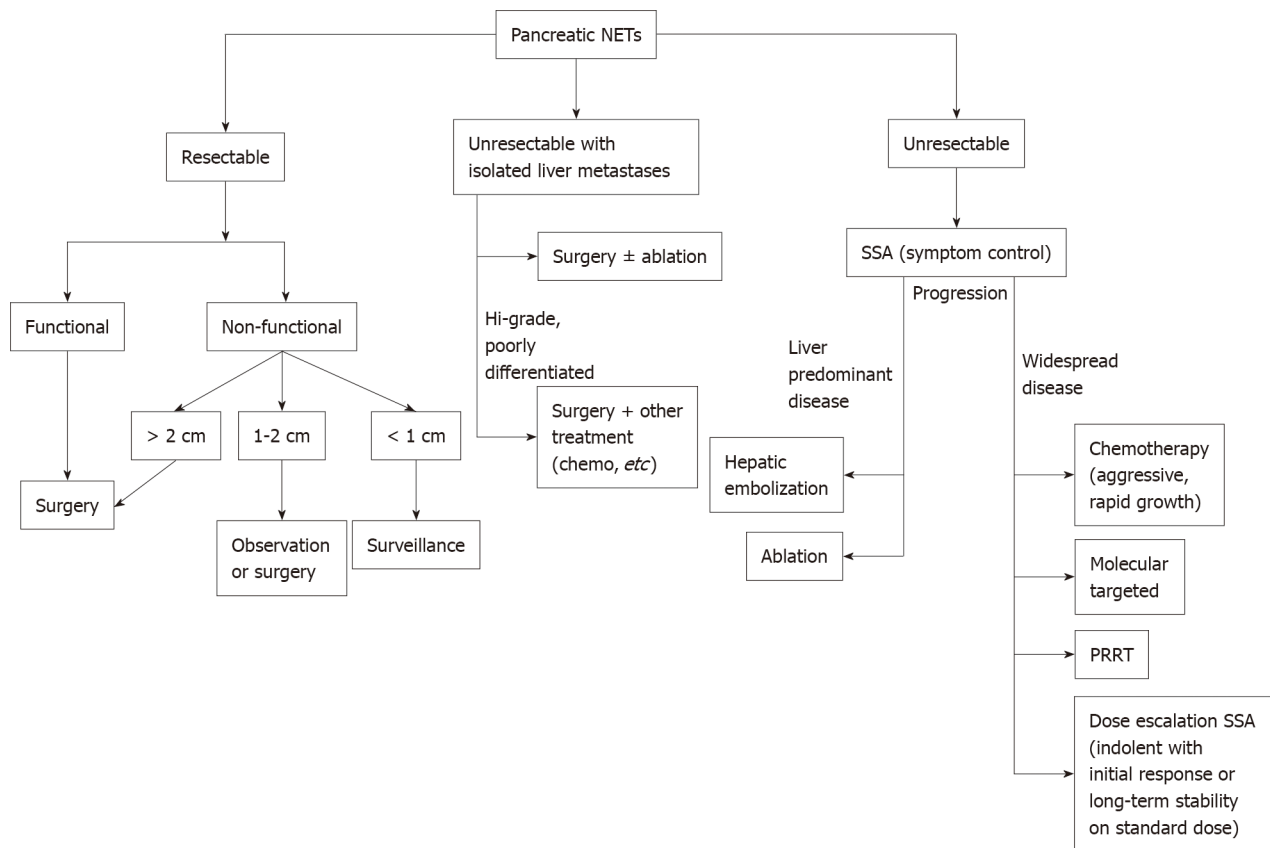 Pancreatic NETs
Resectable
Unresectable with
isolated liver metastases
Unresectable
Surgery ± ablation
SSA (symptom control)
Progression
Functional
Non-functional
Hi-grade,
poorly
differentiated
Liver
predominant
disease
Widespread
disease
> 2 cm
1-2 cm
< 1 cm
Surgery + other
treatment
(chemo, etc)
Hepatic
embolization
Chemotherapy
(aggressive,
rapid growth)
Surgery
Observation
or surgery
Surveillance
Ablation
Molecular
targeted
PRRT
Dose escalation SSA
(indolent with
initial response or
long-term stability
on standard dose)